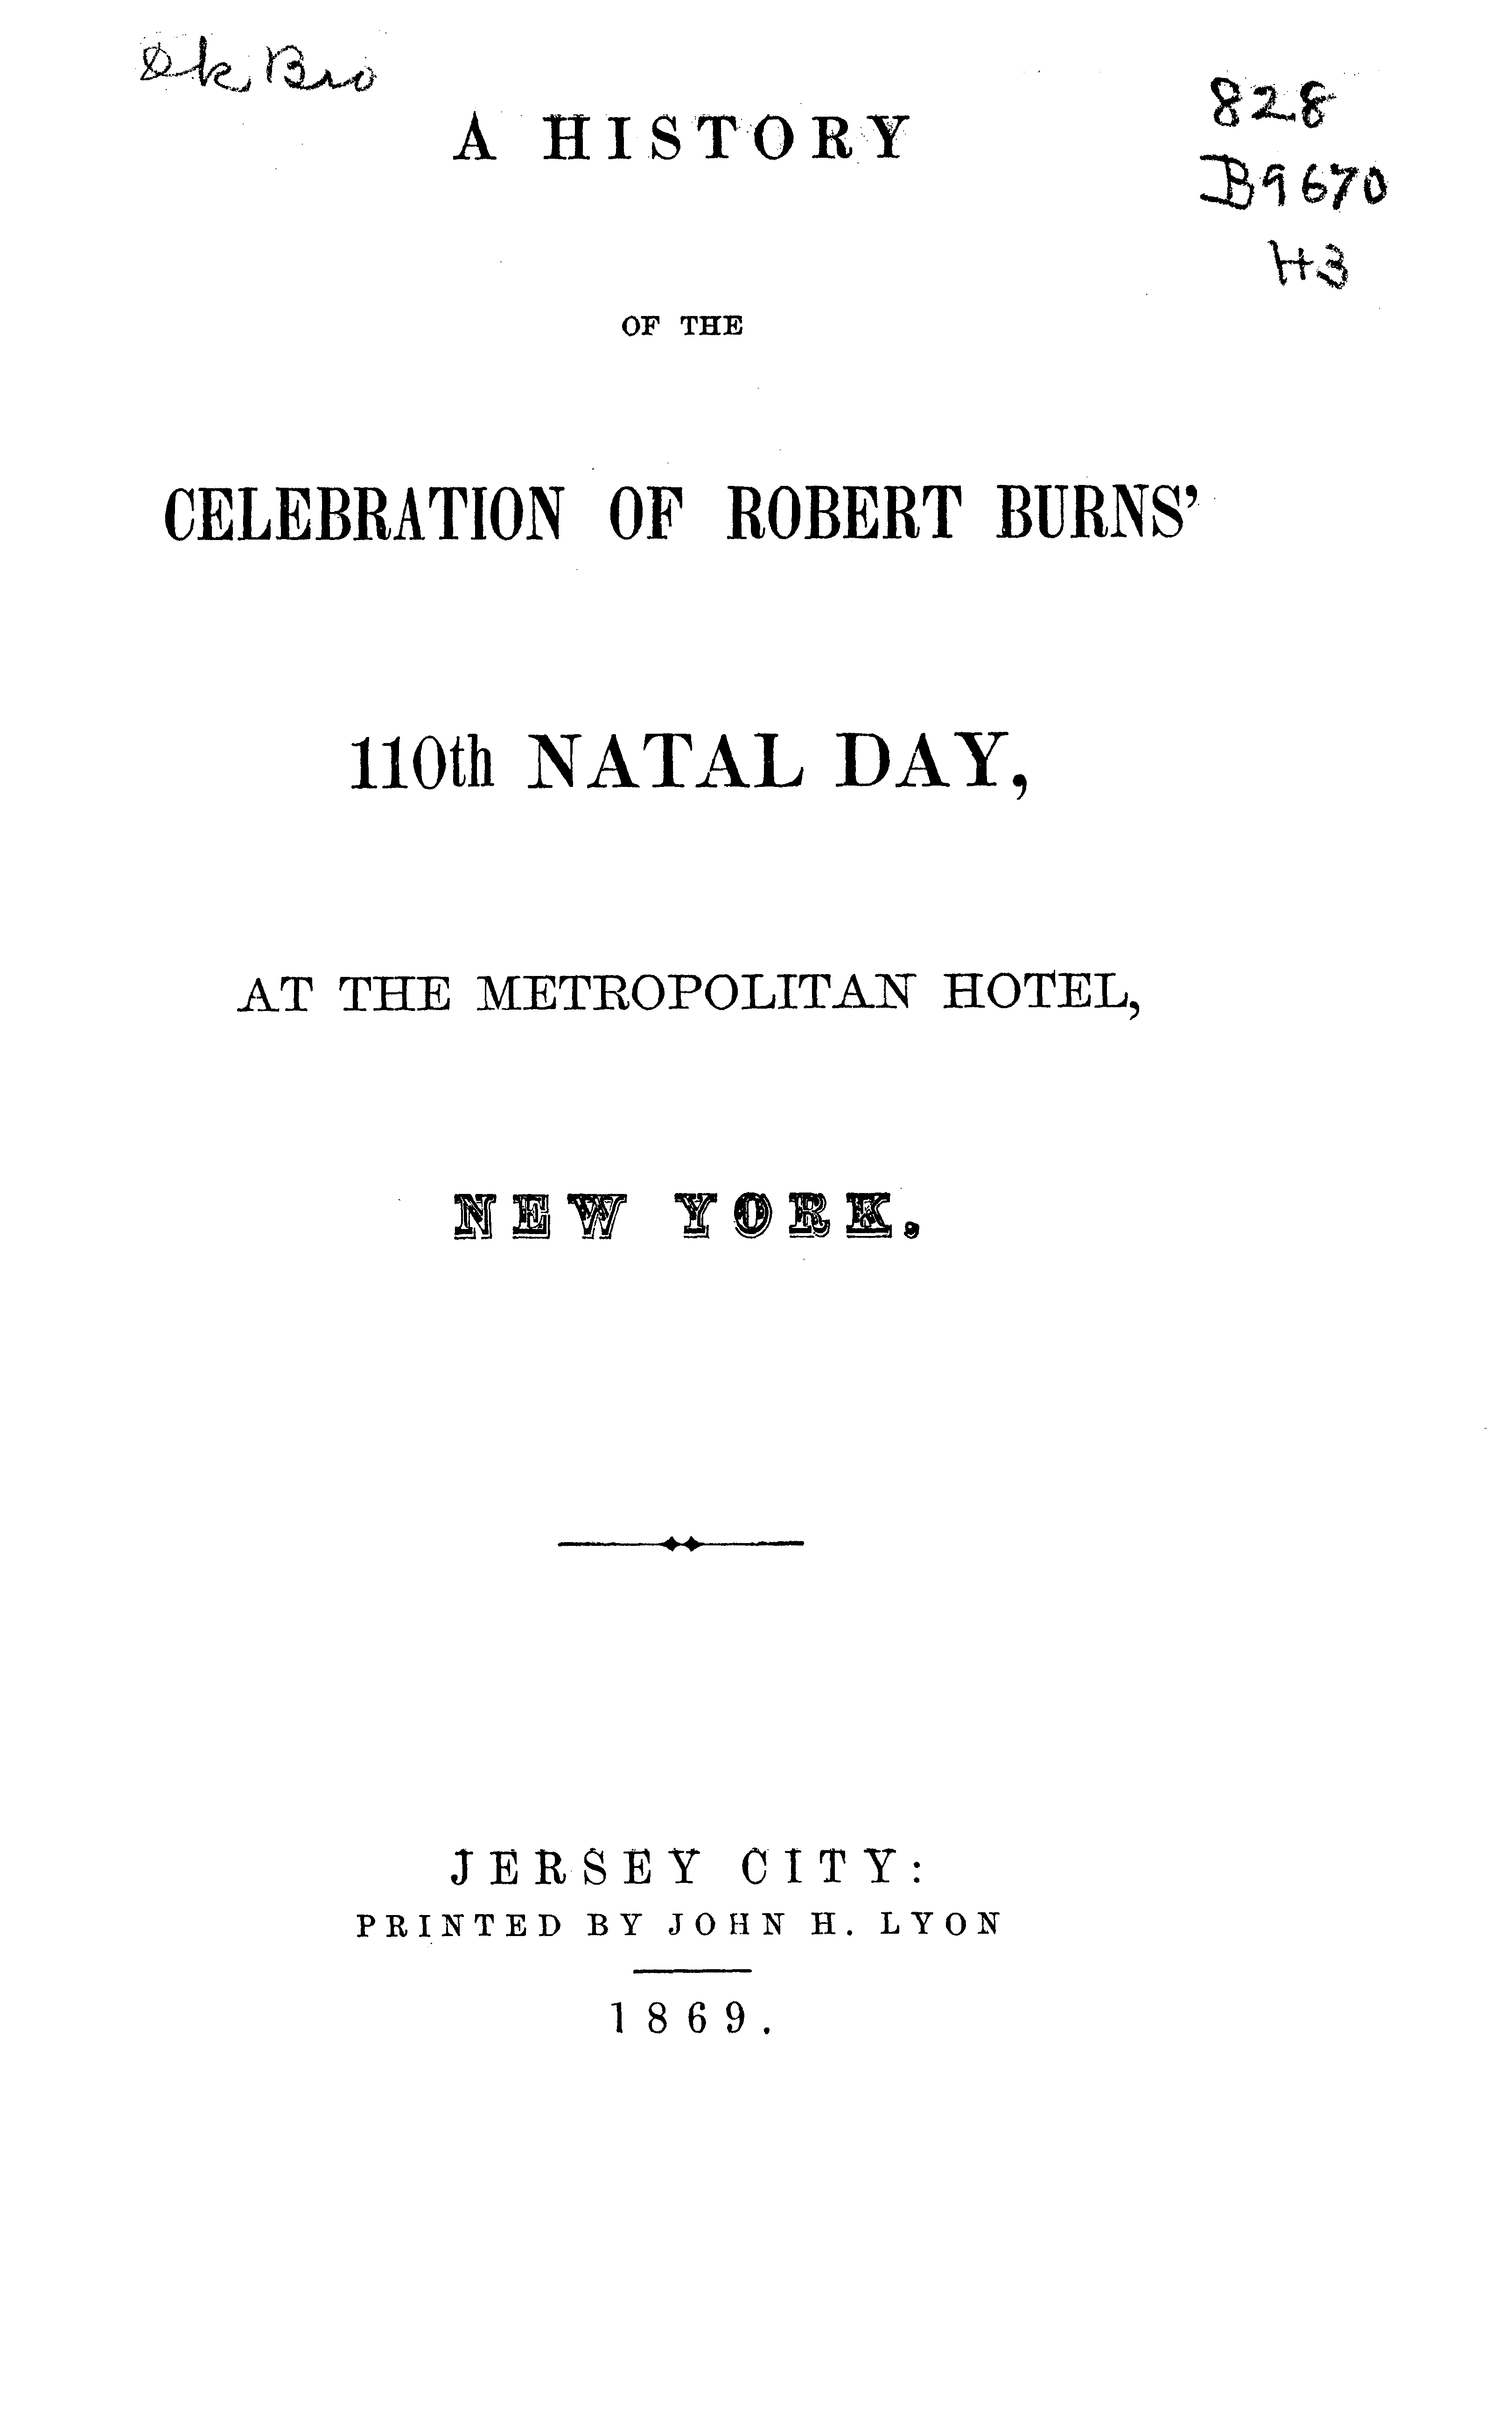 Bro
A HISTORY
828
B9670
H3
OF THE
CELEBRATION OF ROBERT BURNS'
110th NATAL DAY,
AT THE METROPOLITAN HOTEL,
NEW YORK.
JERSEY CITY:
PRINTED BY JOHN H. LYON
1869.